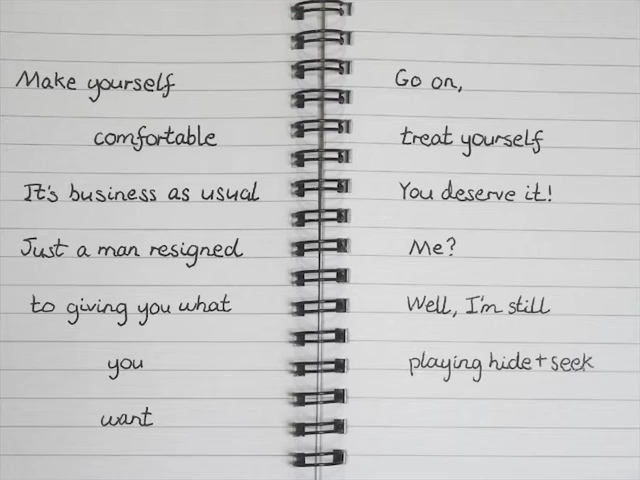 Make yourself
comfortable
It's business as usual
Just a man resigned
to giving you what
you
want
Go on,
treat yourself
You deserve it!
Me?
Well, I'm still
playing hide + seek